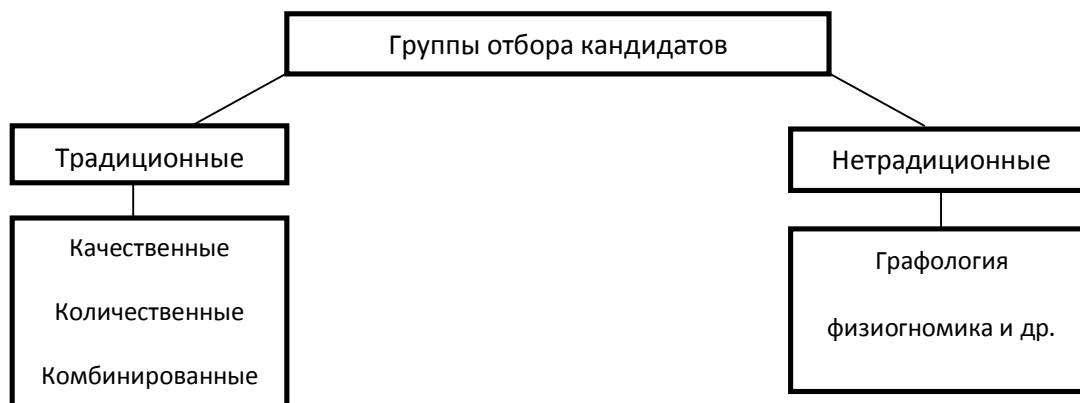 Группы отбора кандидатов
Традиционные
Нетрадиционные
Качественные
Количественные
Комбинированные
Графология
физиогномика и др.